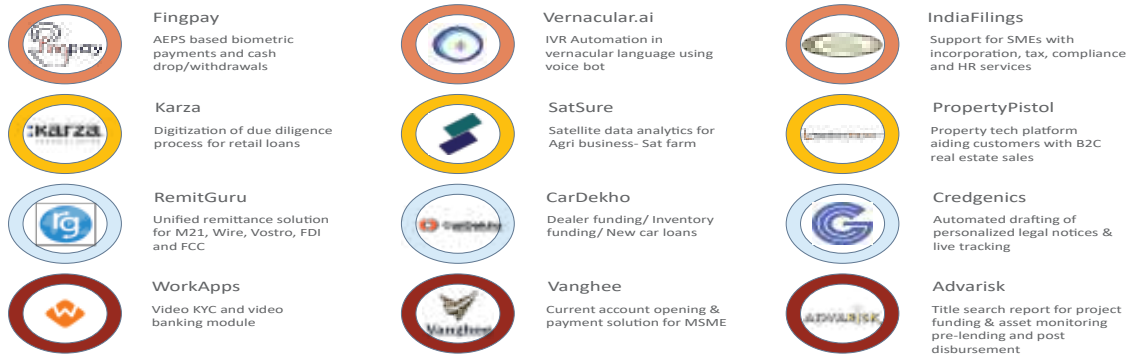 Fingpay
AEPS based biometric
payments and cash
drop/withdrawals
Vernacular.ai
IVR Automation in
vernacular language using
voice bot
IndiaFilings
Support for SMEs with
incorporation, tax, compliance
and HR services
fingpay
Karza
Digitization of due diligence
process for retail loans
SatSure
Satellite data analytics for
Agri business- Sat farm
PropertyPistol
Property tech platform
aiding customers with B2C
real estate sales
karza
RemitGuru
Unified remittance solution
for M21, Wire, Vostro, FDI
and FCC
CarDekho
Dealer funding/ Inventory
funding/ New car loans
Credgenics
Automated drafting of
personalized legal notices &
live tracking
rg
CarDekho
WorkApps
Video KYC and video
banking module
Vanghee
Current account opening &
payment solution for MSME
Advarisk
Title search report for project
funding & asset monitoring
pre-lending and post
disbursement
Vanghee
ADVARISK